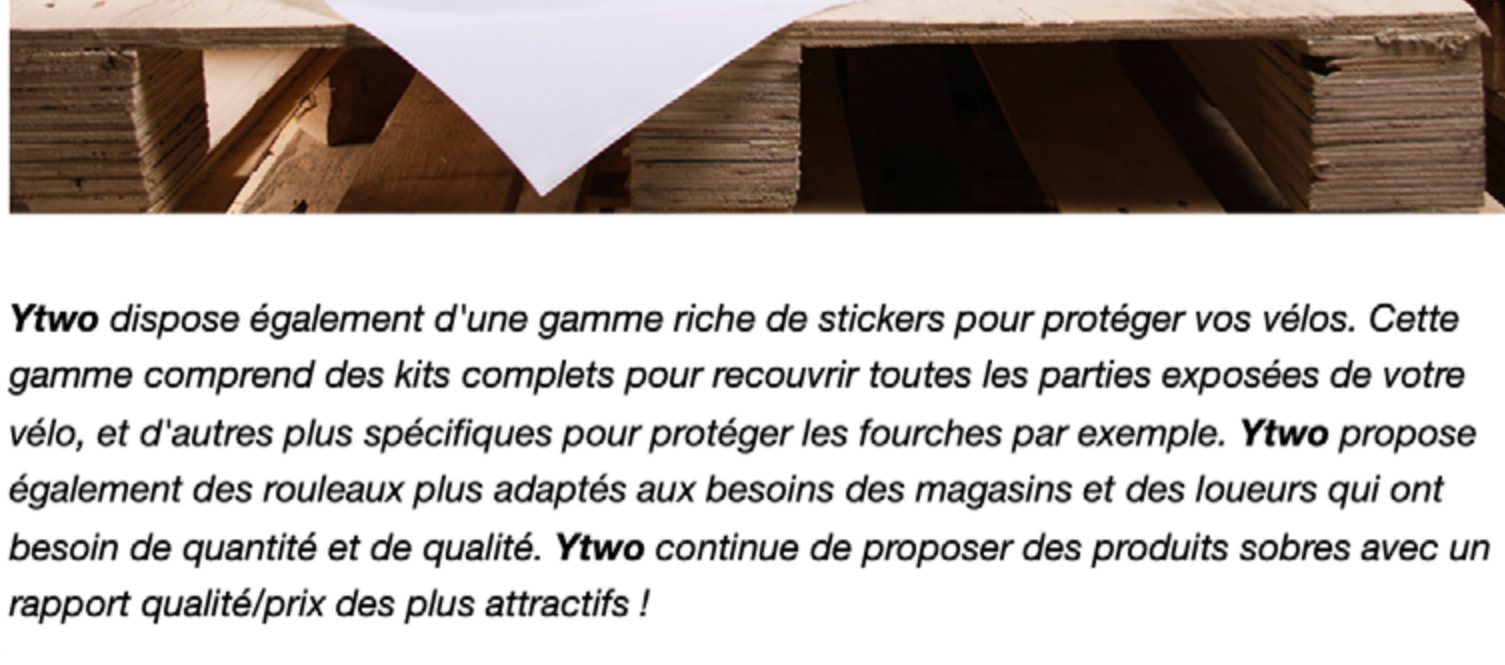 Ytwo dispose également d'une gamme riche de stickers pour protéger vos vélos. Cette
gamme comprend des kits complets pour recouvrir toutes les parties exposées de votre
vélo, et d'autres plus spécifiques pour protéger les fourches par exemple. Ytwo propose
également des rouleaux plus adaptés aux besoins des magasins et des loueurs qui ont
besoin de quantité et de qualité. Ytwo continue de proposer des produits sobres avec un
rapport qualité/prix des plus attractifs !